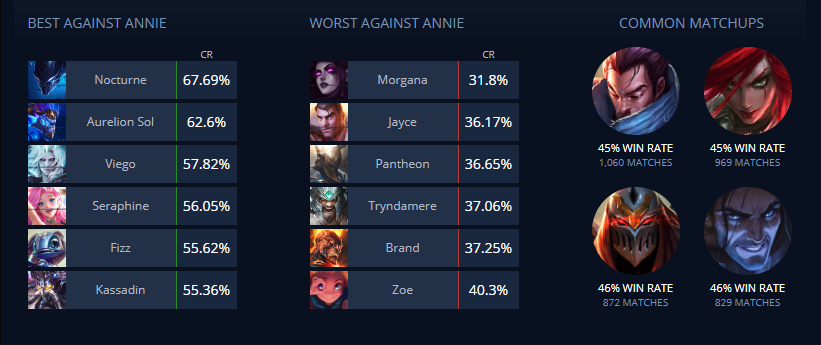 BEST AGAINST ANNIE
CR
Nocturne 67.69%
Aurelion Sol 62.6%
Viego 57.82%
Seraphine 56.05%
Fizz 55.62%
Kassadin 55.36%
WORST AGAINST ANNIE
CR
Morgana 31.8%
Jayce 36.17%
Pantheon 36.65%
Tryndamere 37.06%
Brand 37.25%
Zoe 40.3%
COMMON MATCHUPS
45% WIN RATE
1,060 MATCHES
45% WIN RATE
969 MATCHES
46% WIN RATE
872 MATCHES
46% WIN RATE
829 MATCHES